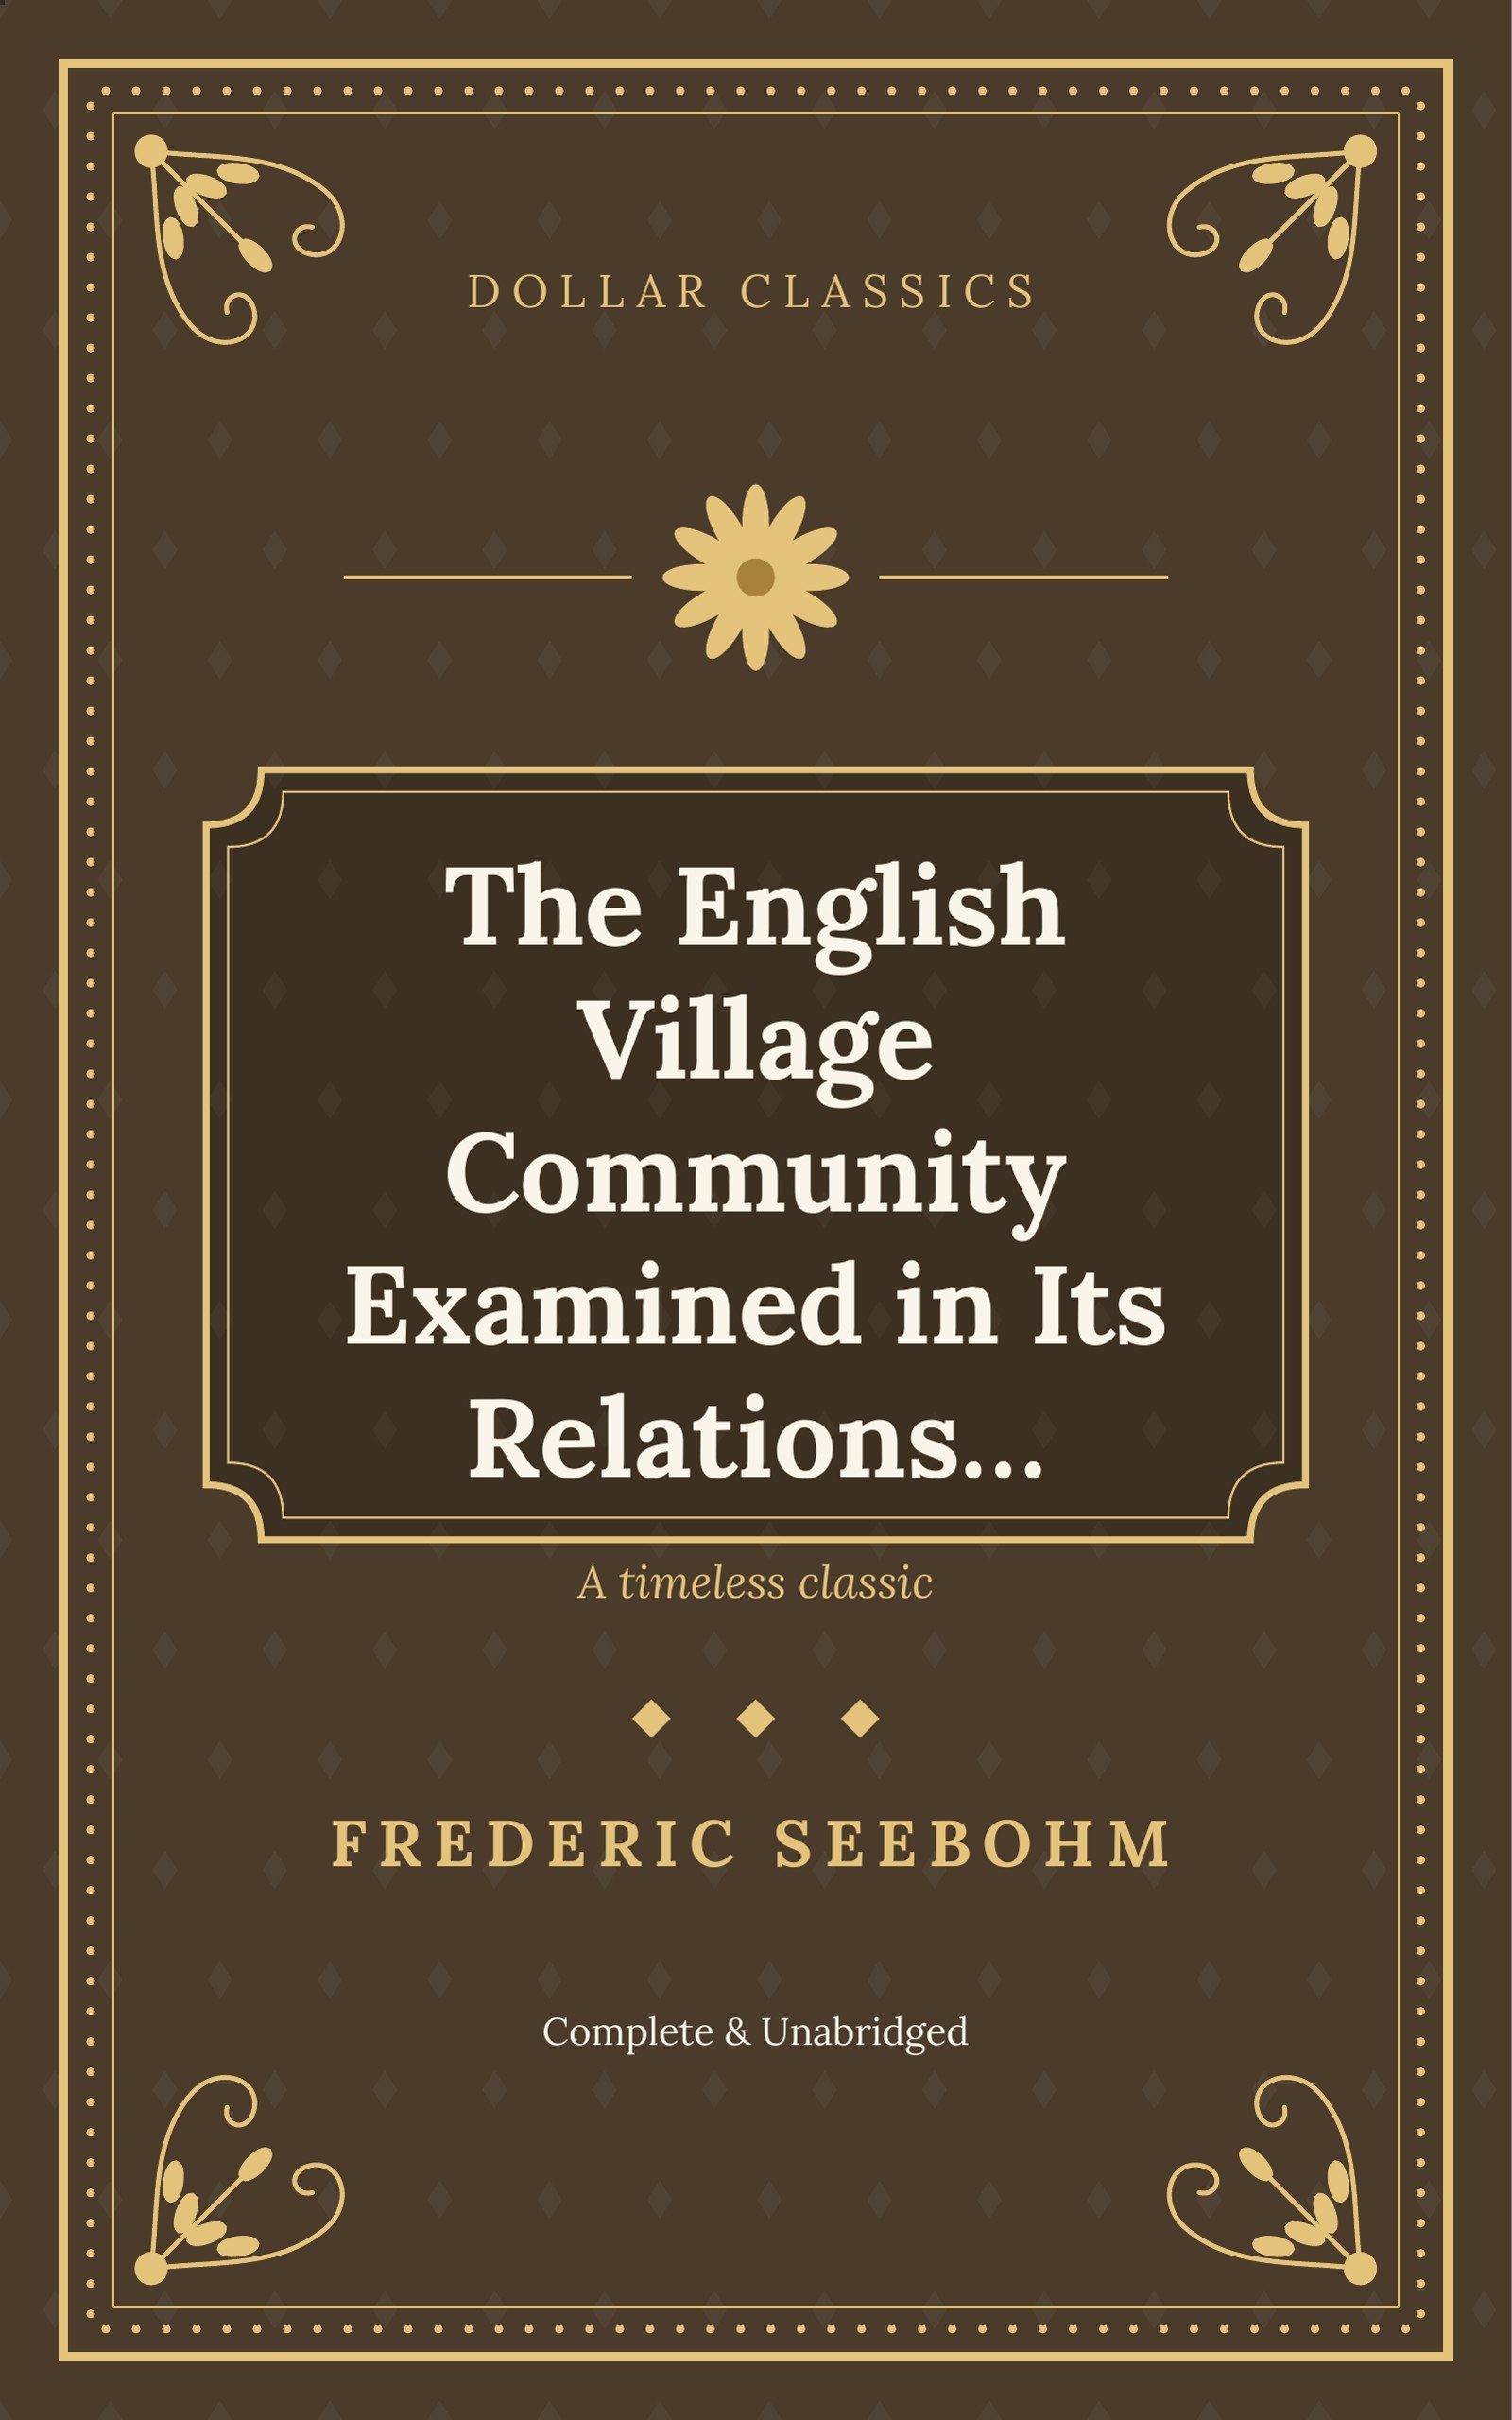 DOLLAR CLASSICS
The English
Village
Community
Examined in Its
Relations...
A timeless classic
FREDERIC SEEBOHM
Complete & Unabridged